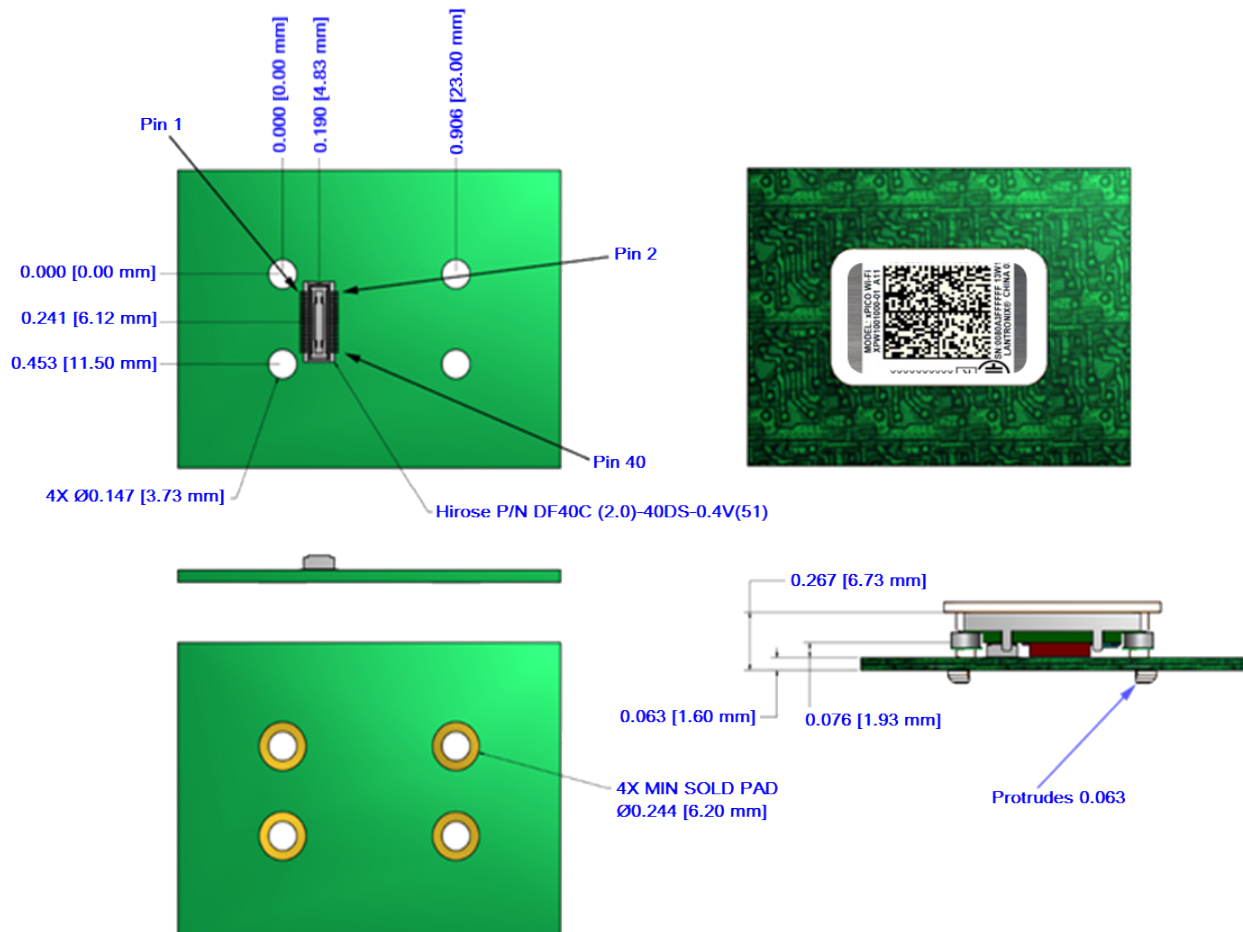 0.000 [0.00 mm]
0.190 [4.83 mm]
0.906 [23.00 mm]
Pin 1
Pin 2
0.000 [0.00 mm]
0.241 [6.12 mm]
0.453 [11.50 mm]
Pin 40
4X Ø0.147 [3.73 mm]
Hirose P/N DF40C (2.0)-40DS-0.4V(51)
MODEL: xPICO WI-FI
XPW1001000-01 A11
SN:0080A3FFFFFF 13W1
LANTRONIX® CHINA 0.
0.267 [6.73 mm]
0.063 [1.60 mm]
0.076 [1.93 mm]
Protrudes 0.063
4X MIN SOLD PAD
Ø0.244 [6.20 mm]